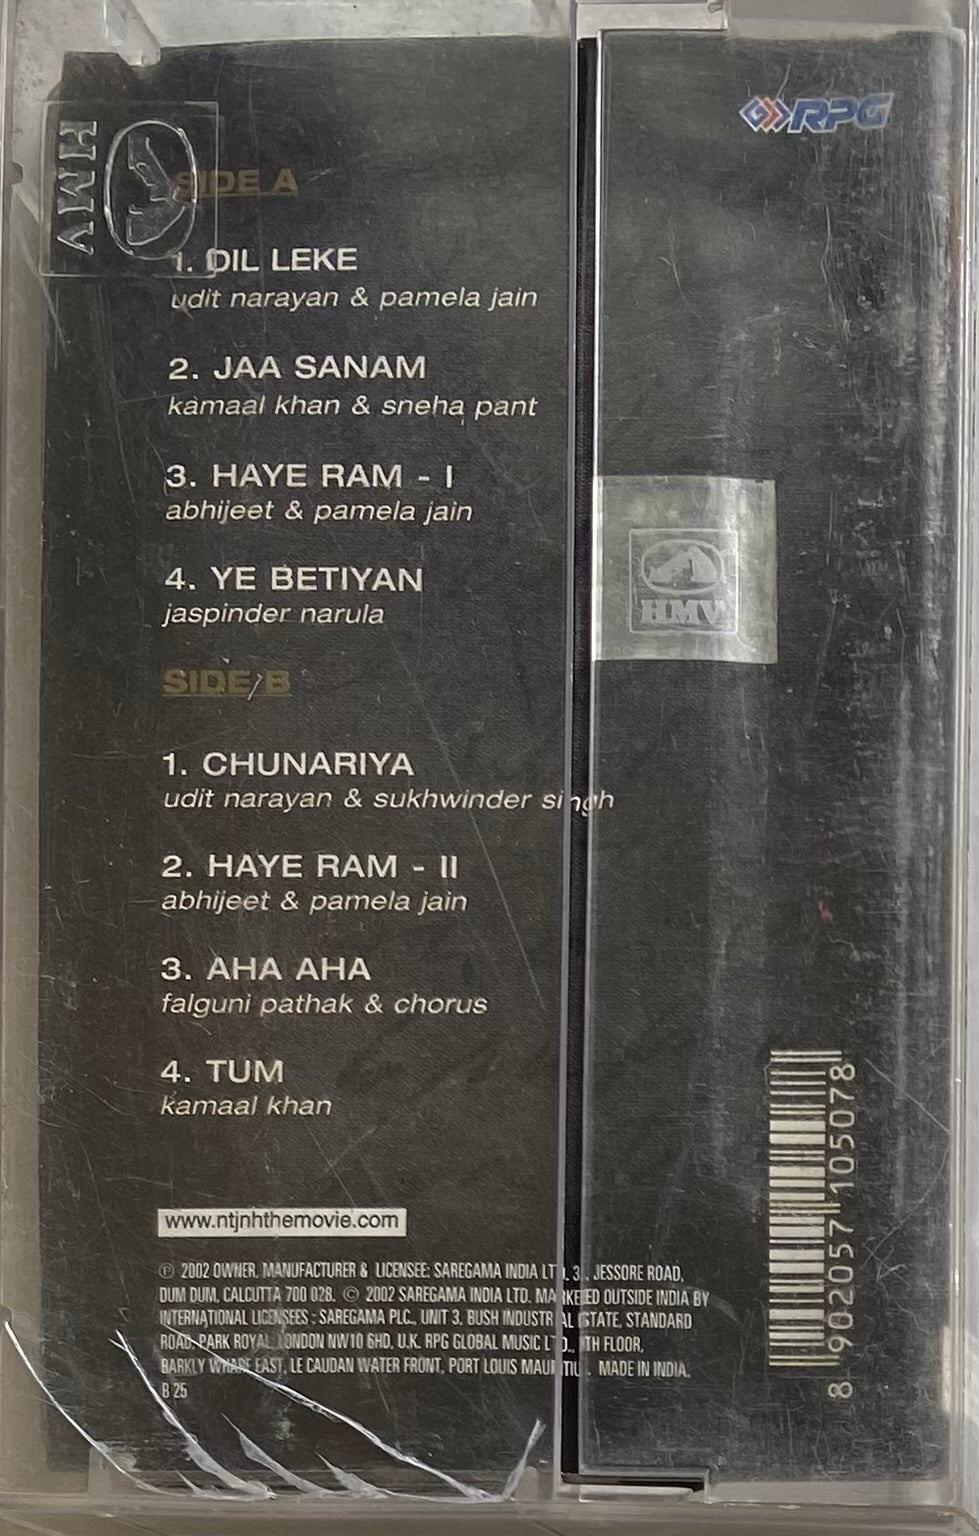 HMV
RPG
SIDE A
1. DIL LEKE
udit narayan & pamela jain
2. JAA SANAM
kamaal khan & sneha pant
3. HAYE RAM - I
abhijeet & pamela jain
4. YE BETIYAN
jaspinder narula
HMV
SIDE B
1. CHUNARIYA
udit narayan & sukhwinder singh
2. HAYE RAM - II
abhijeet & pamela jain
3. AHA AHA
falguni pathak & chorus
4. TUM
kamaal khan
www.ntjnhthemovie.com
℗ 2002 OWNER, MANUFACTURER & LICENSEE: SAREGAMA INDIA LTD. JESSORE ROAD,
DUM DUM, CALCUTTA 700 028. © 2002 SAREGAMA INDIA LTD. MARKETED OUTSIDE INDIA BY
INTERNATIONAL LICENSEES : SAREGAMA PLC., UNIT 3, BUSH INDUSTRIAL ESTATE, STANDARD
ROAD, PARK ROYAL, LONDON NW10 6HD, U.K. RPG GLOBAL MUSIC LTD., FLOOR,
BARKLY WHARF EAST, LE CAUDAN WATER FRONT, PORT LOUIS MAURITIUS. MADE IN INDIA.
B 25
8 902057 105078